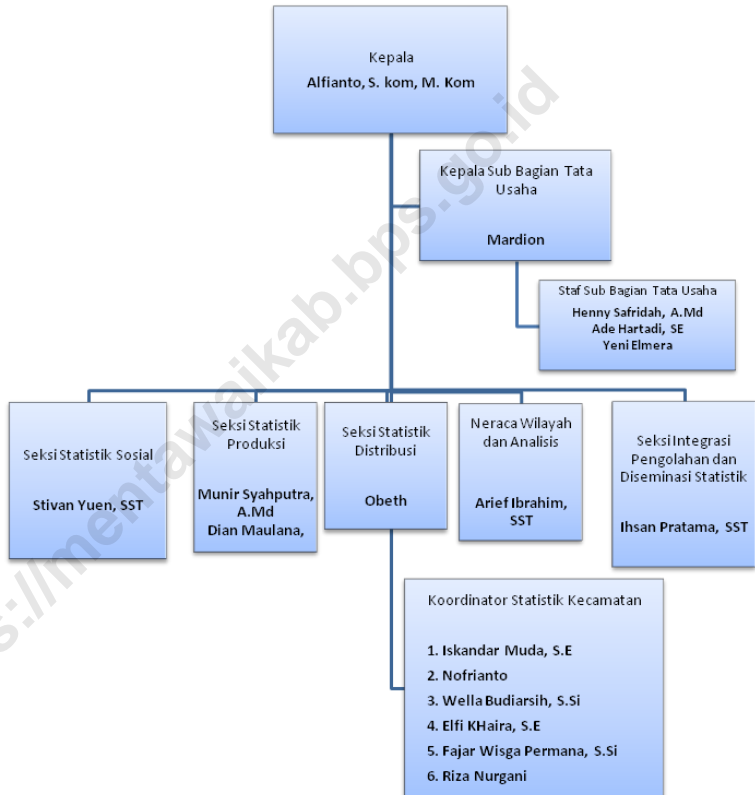 Kepala
Alfianto, S. kom, M. Kom
Kepala Sub Bagian Tata
Usaha
Mardion
Staf Sub Bagian Tata Usaha
Henny Safridah, A.Md
Ade Hartadi, SE
Yeni Elmera
Seksi Statistik Sosial
Stivan Yuen, SST
Seksi Statistik
Produksi
Munir Syahputra,
A.Md
Dian Maulana,
Seksi Statistik
Distribusi
Obeth
Neraca Wilayah
dan Analisis
Arief Ibrahim,
SST
Seksi Integrasi
Pengolahan dan
Diseminasi Statistik
Ihsan Pratama, SST
Koordinator Statistik Kecamatan
1. Iskandar Muda, S.E
2. Nofrianto
3. Wella Budiarsih, S.Si
4. Elfi KHaira, S.E
5. Fajar Wisga Permana, S.Si
6. Riza Nurgani
s://mentawaikab.bps.go.id